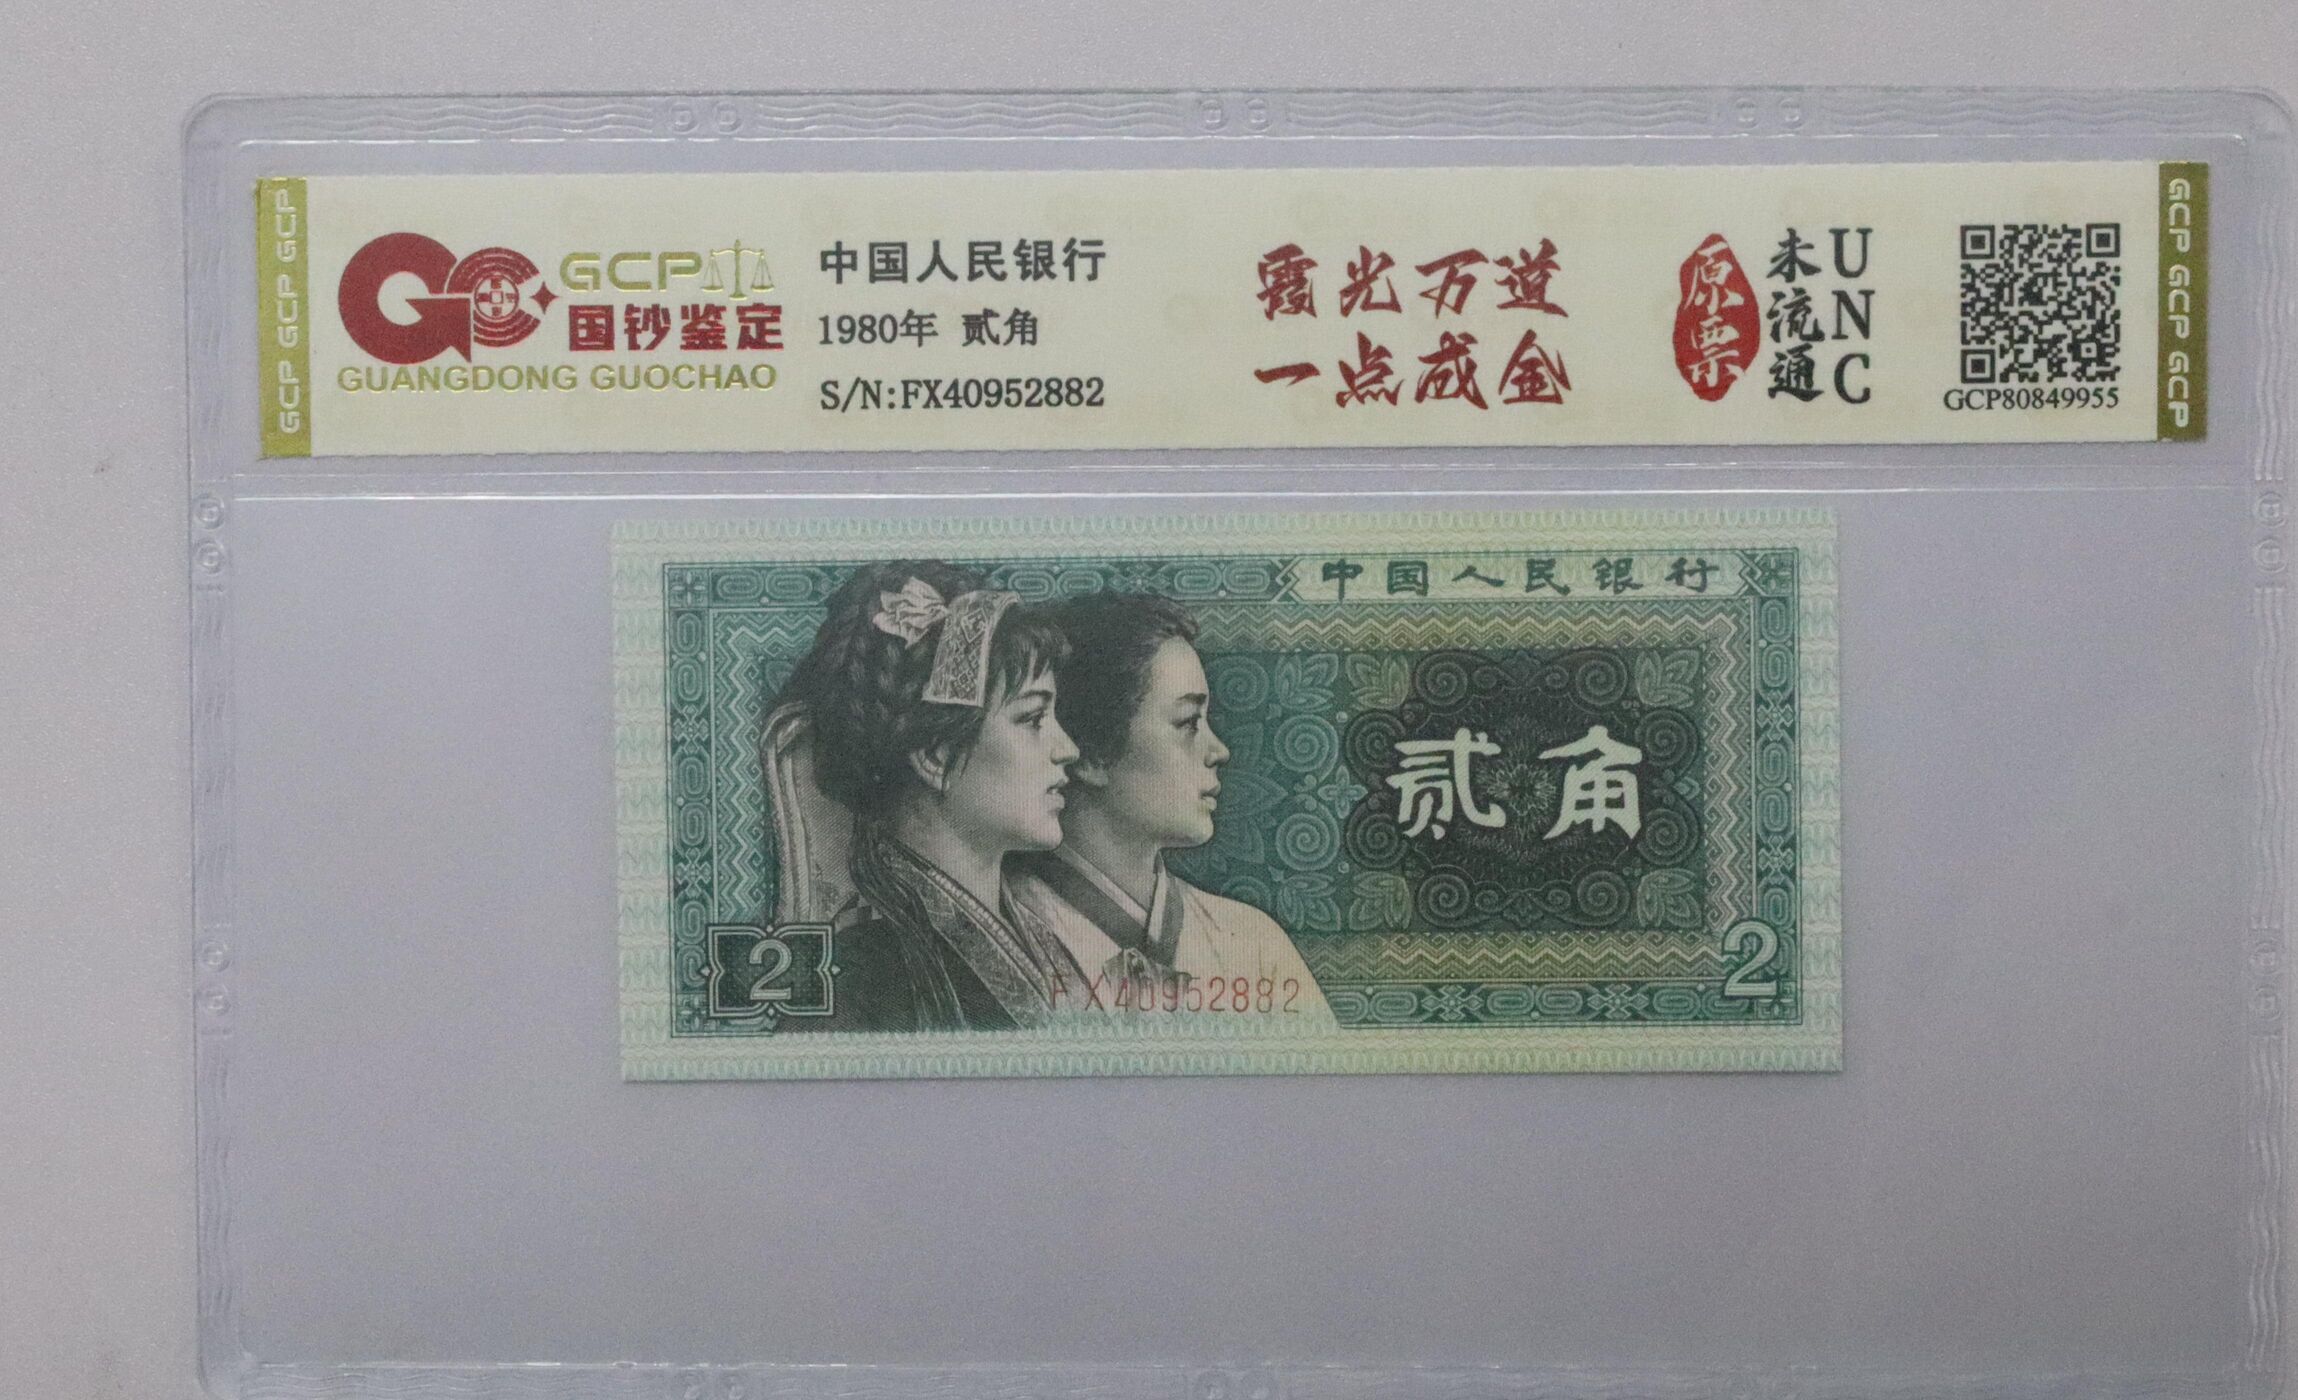 GCP GCP GCP
GCP
国钞鉴定
GUANGDONG GUOCHAO
中国人民银行
1980年 贰角
S/N:FX40952882
霞光万道
一点成金
原票
未流通
UNC
GCP80849955
GCP GCP GCP
中国人民银行
贰角
2
2
FX40952882